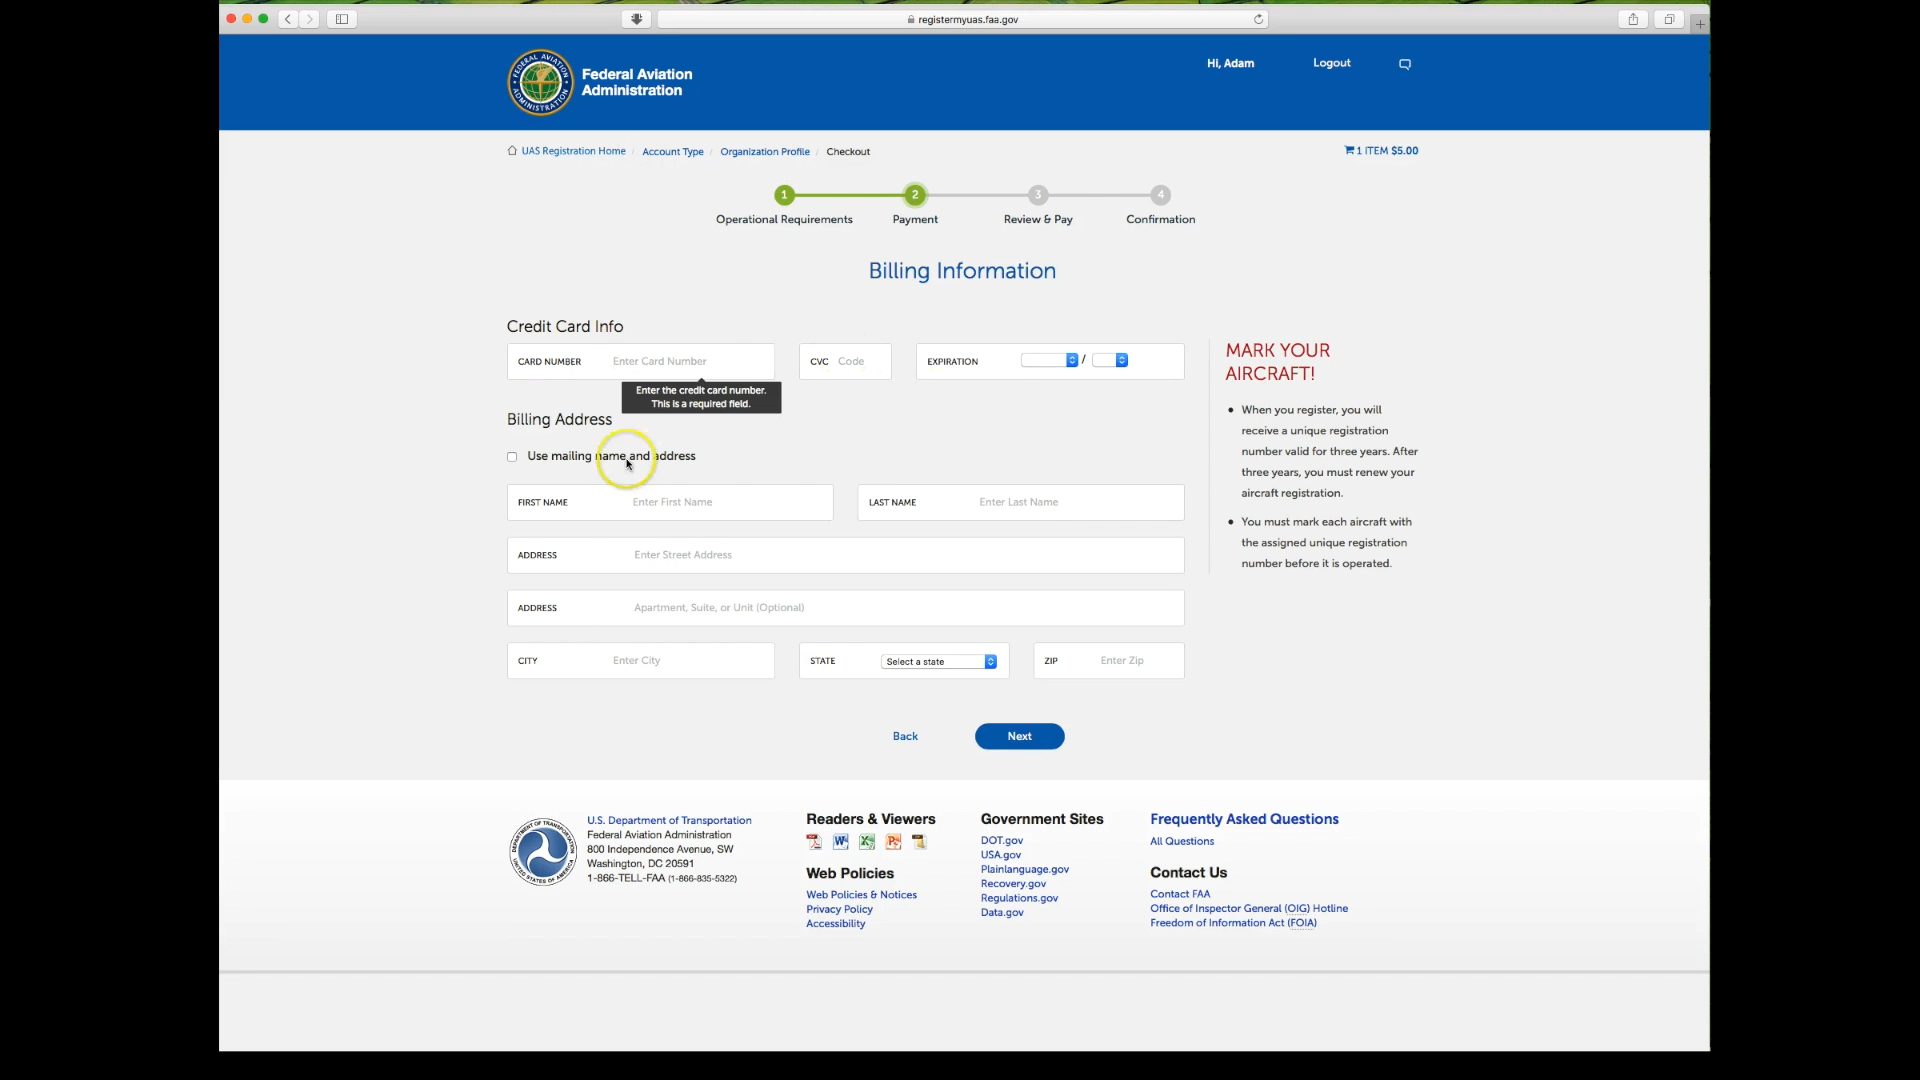 registermyuas.faa.gov
Federal Aviation
Administration
Hi, Adam
Logout
UAS Registration Home / Account Type / Organization Profile / Checkout
1 ITEM $5.00
1
2
3
4
Operational Requirements
Payment
Review & Pay
Confirmation
Billing Information
Credit Card Info
CARD NUMBER Enter Card Number
CVC Code
EXPIRATION /
Enter the credit card number.
This is a required field.
Billing Address
Use mailing name and address
FIRST NAME Enter First Name
LAST NAME Enter Last Name
ADDRESS Enter Street Address
ADDRESS Apartment, Suite, or Unit (Optional)
CITY Enter City
STATE Select a state
ZIP Enter Zip
MARK YOUR
AIRCRAFT!
When you register, you will
receive a unique registration
number valid for three years. After
three years, you must renew your
aircraft registration.
You must mark each aircraft with
the assigned unique registration
number before it is operated.
Back
Next
U.S. Department of Transportation
Federal Aviation Administration
800 Independence Avenue, SW
Washington, DC 20591
1-866-TELL-FAA (1-866-835-5322)
Readers & Viewers
Web Policies
Web Policies & Notices
Privacy Policy
Accessibility
Government Sites
DOT.gov
USA.gov
Plainlanguage.gov
Recovery.gov
Regulations.gov
Data.gov
Frequently Asked Questions
All Questions
Contact Us
Contact FAA
Office of Inspector General (OIG) Hotline
Freedom of Information Act (FOIA)
FEDERAL AVIATION
ADMINISTRATION
DEPARTMENT OF TRANSPORTATION
UNITED STATES OF AMERICA